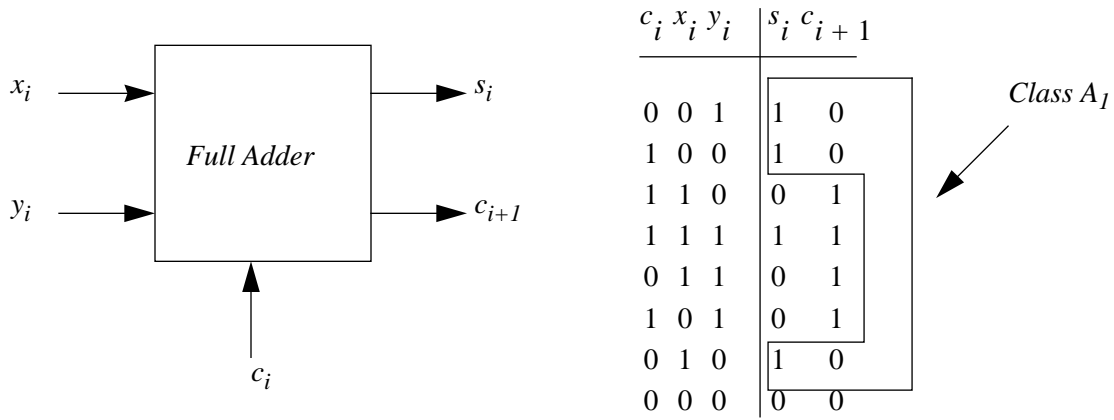 x_i
s_i
Full Adder
y_i
c_{i+1}
c_i
c_i x_i y_i s_i c_{i+1}
0 0 1 1 0
1 0 0 1 0
1 1 0 0 1
1 1 1 1 1
0 1 1 0 1
1 0 1 0 1
0 1 0 1 0
0 0 0 0 0
Class A_1